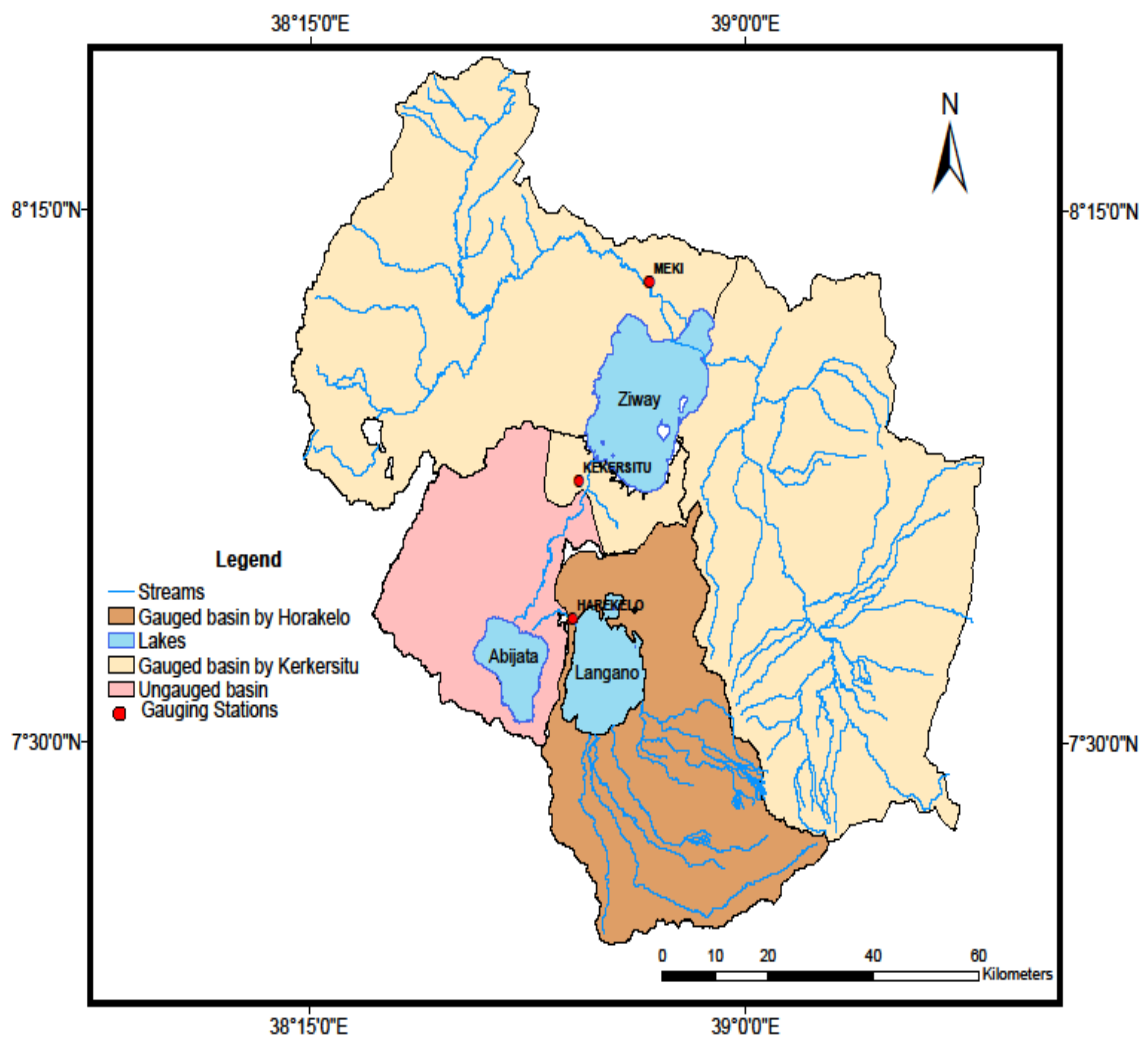 38°15'0"E
39°0'0"E
N
8°15'0"N
8°15'0"N
MEKI
Ziway
KEKERSITU
Legend
Streams
Gauged basin by Horakelo
Lakes
Gauged basin by Kerkersitu
Ungauged basin
Gauging Stations
HAREKELO
Abijata
Langano
7°30'0"N
7°30'0"N
0 10 20 40 60
Kilometers
38°15'0"E
39°0'0"E